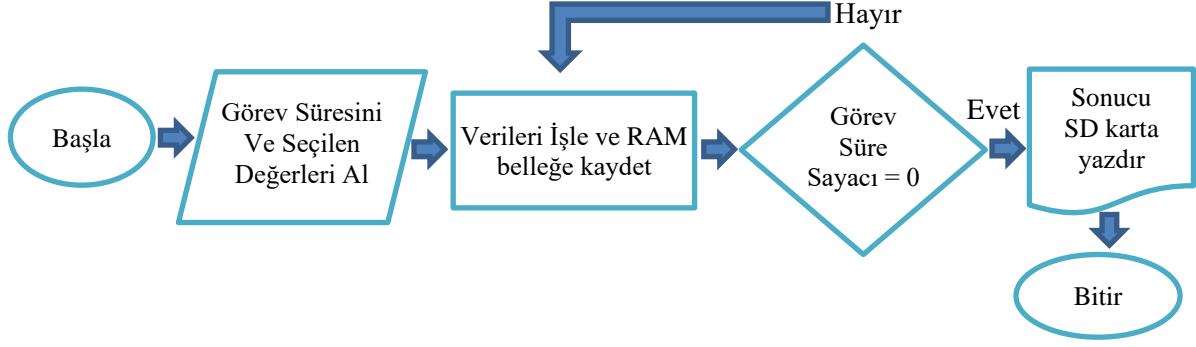 Başla
Görev Süresini
Ve Seçilen
Değerleri Al
Verileri İşle ve RAM
belleğe kaydet
Hayır
Görev
Süre
Sayacı = 0
Evet
Sonucu
SD karta
yazdır
Bitir